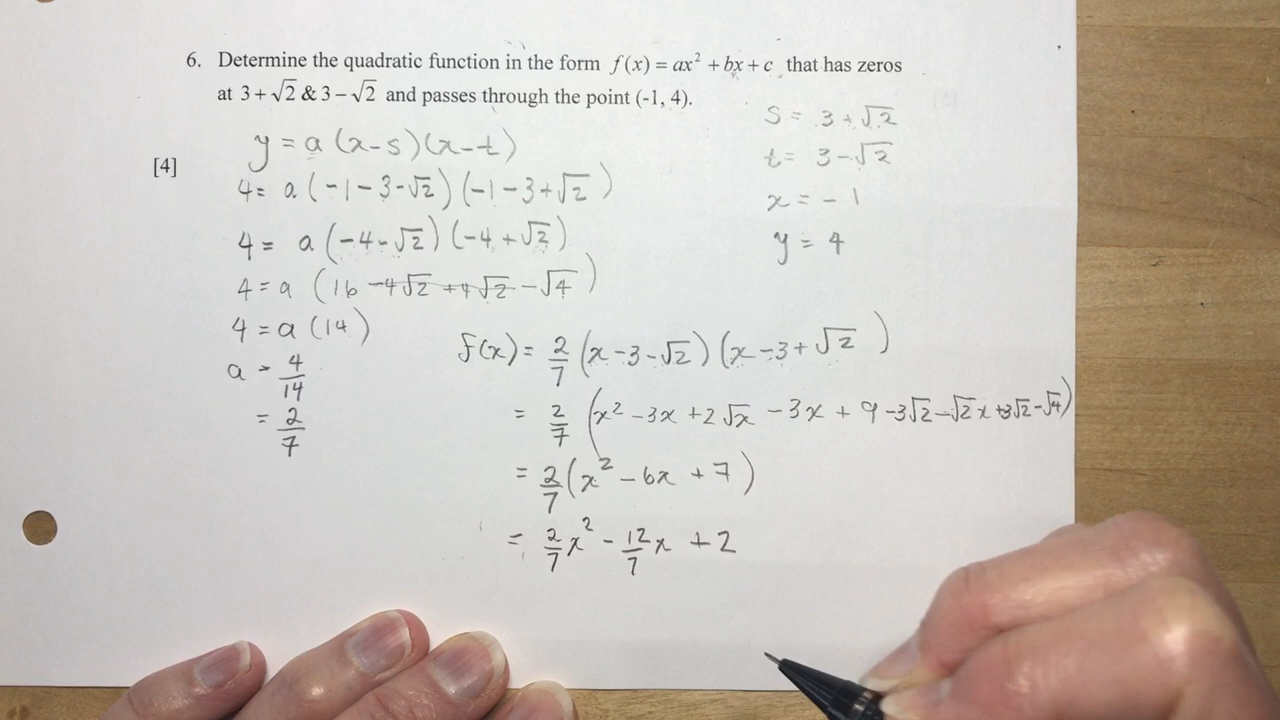 6. Determine the quadratic function in the form f(x) = ax² + bx + c that has zeros
at 3 + √2 & 3 − √2 and passes through the point (-1, 4).
[4]
y = a (x-s)(x-t)
4 = a (-1-3-√2)(-1-3+√2)
4 = a (-4-√2)(-4+√2)
4 = a (16 -4√2 +4√2 -√4)
4 = a (14)
a = 4/14
= 2/7
s = 3+√2
t = 3-√2
x = -1
y = 4
f(x) = 2/7 (x-3-√2)(x-3+√2)
= 2/7 (x² -3x +2√x -3x + 9 -3√2 -√2x +3√2 -√4)
= 2/7 (x² -6x +7)
= 2/7 x² - 12/7 x + 2